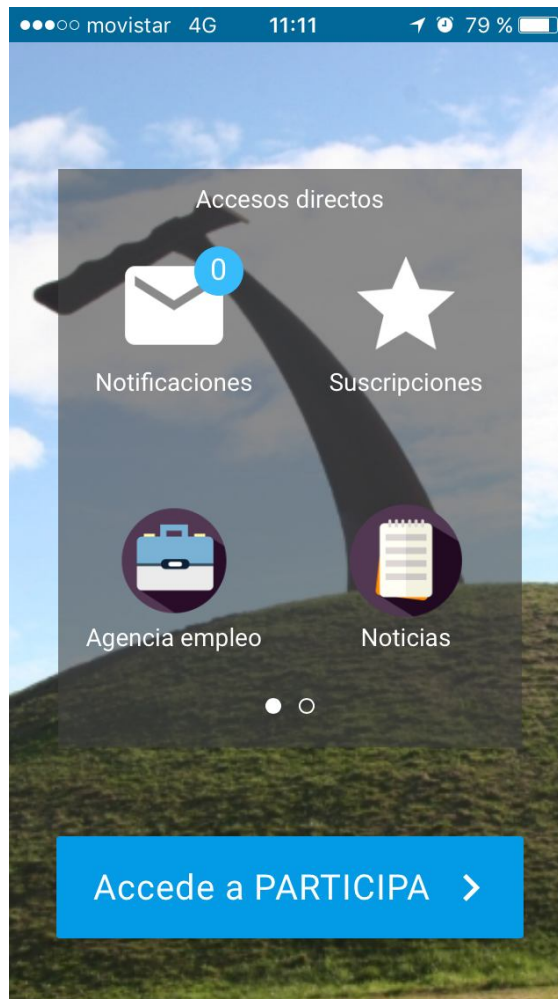 movistar 4G 11:11 79 %
Accesos directos
0
Notificaciones Suscripciones
Agencia empleo Noticias
Accede a PARTICIPA